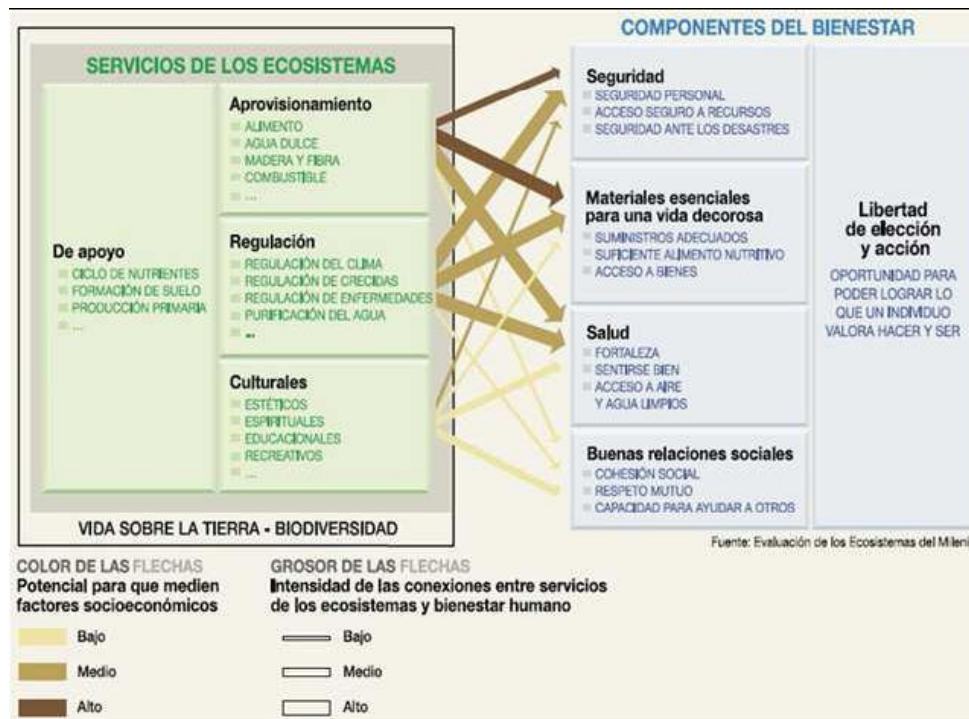 COMPONENTES DEL BIENESTAR
SERVICIOS DE LOS ECOSISTEMAS
De apoyo
CICLO DE NUTRIENTES
FORMACIÓN DE SUELO
PRODUCCIÓN PRIMARIA
...
Aprovisionamiento
ALIMENTO
AGUA DULCE
MADERA Y FIBRA
COMBUSTIBLE
...
Regulación
REGULACIÓN DEL CLIMA
REGULACIÓN DE CRECIDAS
REGULACIÓN DE ENFERMEDADES
PURIFICACIÓN DEL AGUA
...
Culturales
ESTÉTICOS
ESPIRITUALES
EDUCACIONALES
RECREATIVOS
...
VIDA SOBRE LA TIERRA - BIODIVERSIDAD
Seguridad
SEGURIDAD PERSONAL
ACCESO SEGURO A RECURSOS
SEGURIDAD ANTE LOS DESASTRES
Materiales esenciales
para una vida decorosa
SUMINISTROS ADECUADOS
SUFICIENTE ALIMENTO NUTRITIVO
ACCESO A BIENES
Salud
FORTALEZA
SENTIRSE BIEN
ACCESO A AIRE
Y AGUA LIMPIOS
Buenas relaciones sociales
COHESIÓN SOCIAL
RESPETO MUTUO
CAPACIDAD PARA AYUDAR A OTROS
Libertad
de elección
y acción
OPORTUNIDAD PARA
PODER LOGRAR LO
QUE UN INDIVIDUO
VALORA HACER Y SER
Fuente: Evaluación de los Ecosistemas del Mileni
COLOR DE LAS FLECHAS
Potencial para que medien
factores socioeconómicos
Bajo
Medio
Alto
GROSOR DE LAS FLECHAS
Intensidad de las conexiones entre servicios
de los ecosistemas y bienestar humano
Bajo
Medio
Alto